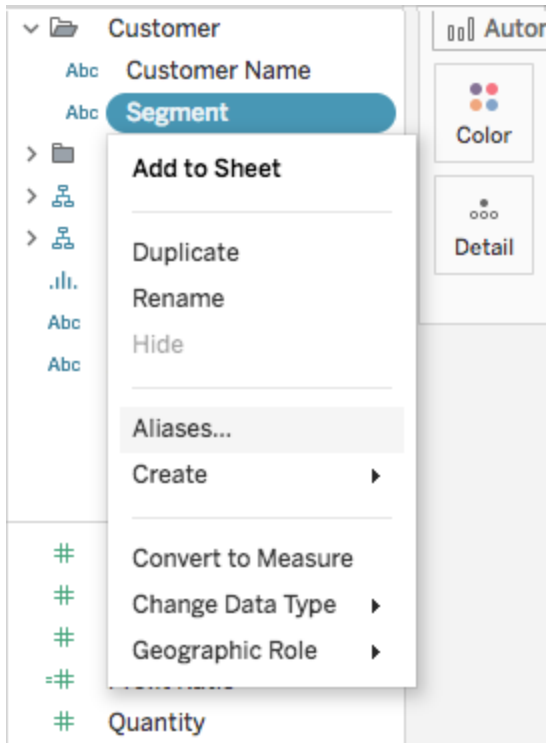 Customer
Autor
Abc Customer Name
Abc Segment
Color
Add to Sheet
Detail
Duplicate
Rename
Abc
Hide
Abc
Aliases...
Create
Convert to Measure
Change Data Type
Geographic Role
Quantity